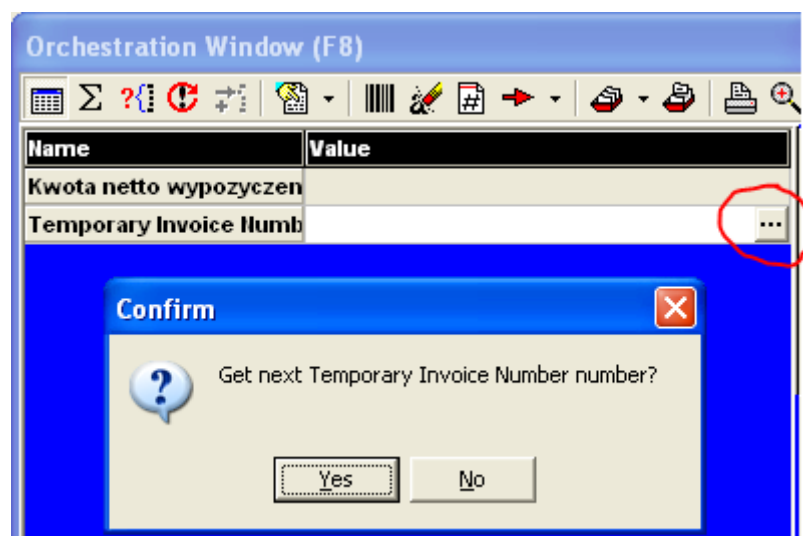 Orchestration Window (F8)
Name Value
Kwota netto wypozyczen
Temporary Invoice Numb
...
Confirm
Get next Temporary Invoice Number number?
Yes No